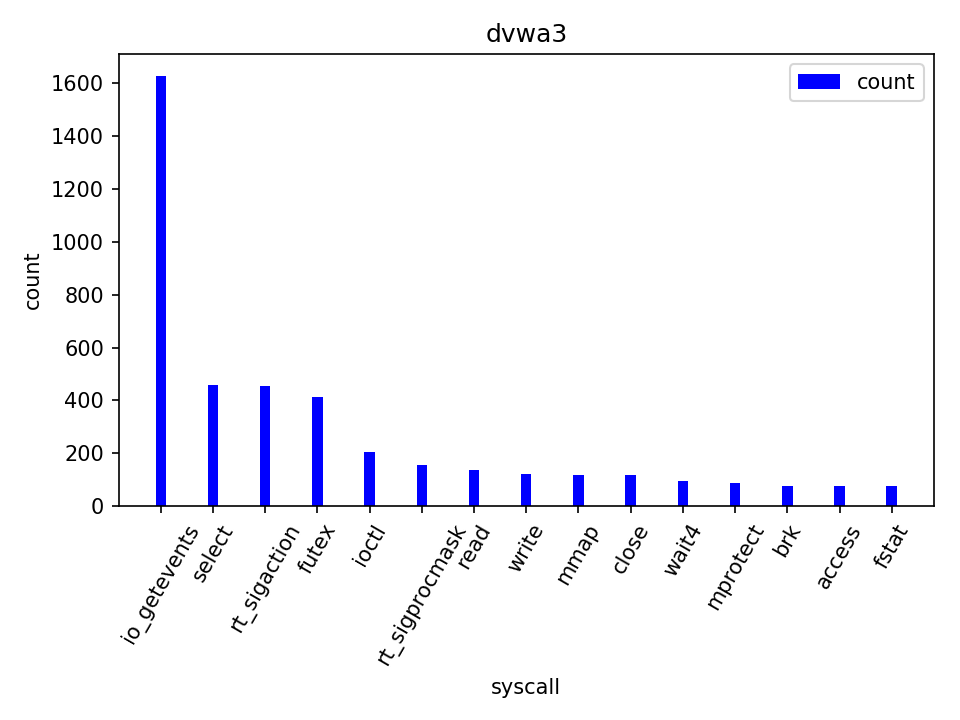 dvwa3
count
1600
1400
1200
1000
800
600
400
200
0
count
io_getevents
select
rt_sigaction
futex
ioctl
rt_sigprocmask
read
write
mmap
close
wait4
mprotect
brk
access
fstat
syscall